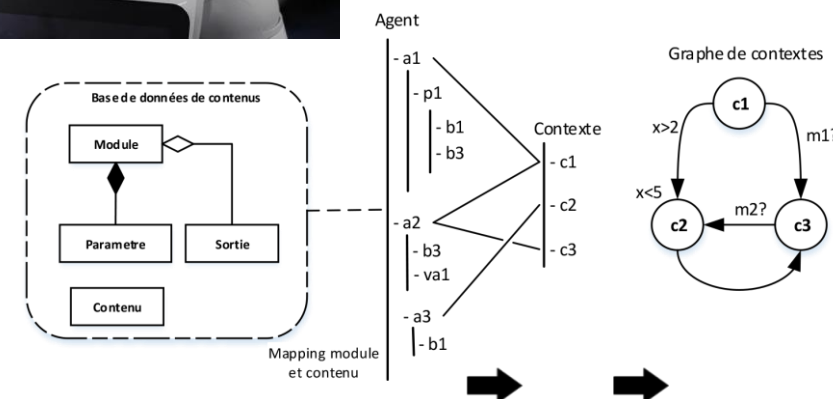 Base de données de contenus
Module
Parametre
Sortie
Contenu
Mapping module
et contenu
Agent
- a1
- p1
- b1
- b3
- a2
- b3
- va1
- a3
- b1
Contexte
- c1
- c2
- c3
Graphe de contextes
c1
x>2
m1?
x<5
c2
m2?
c3